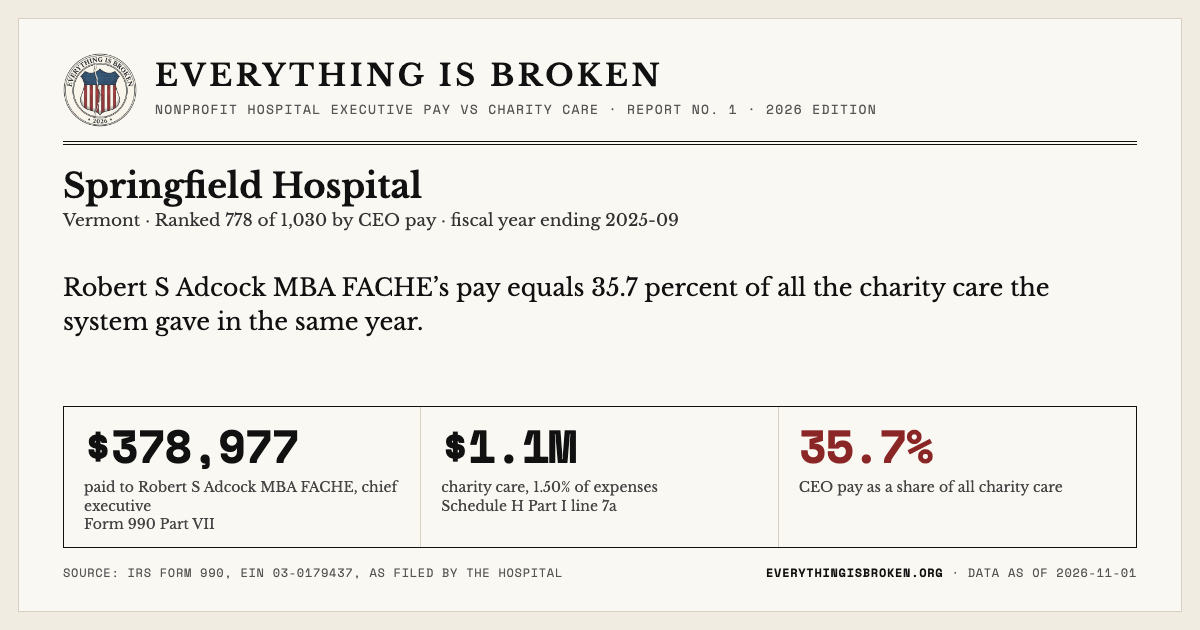 EVERYTHING IS BROKEN
2026
EVERYTHING IS BROKEN
NONPROFIT HOSPITAL EXECUTIVE PAY VS CHARITY CARE · REPORT NO. 1 · 2026 EDITION
Springfield Hospital
Vermont · Ranked 778 of 1,030 by CEO pay · fiscal year ending 2025-09
Robert S Adcock MBA FACHE’s pay equals 35.7 percent of all the charity care the
system gave in the same year.
$378,977
paid to Robert S Adcock MBA FACHE, chief
executive
Form 990 Part VII
$1.1M
charity care, 1.50% of expenses
Schedule H Part I line 7a
35.7%
CEO pay as a share of all charity care
SOURCE: IRS FORM 990, EIN 03-0179437, AS FILED BY THE HOSPITAL
EVERYTHINGISBROKEN.ORG · DATA AS OF 2026-11-01